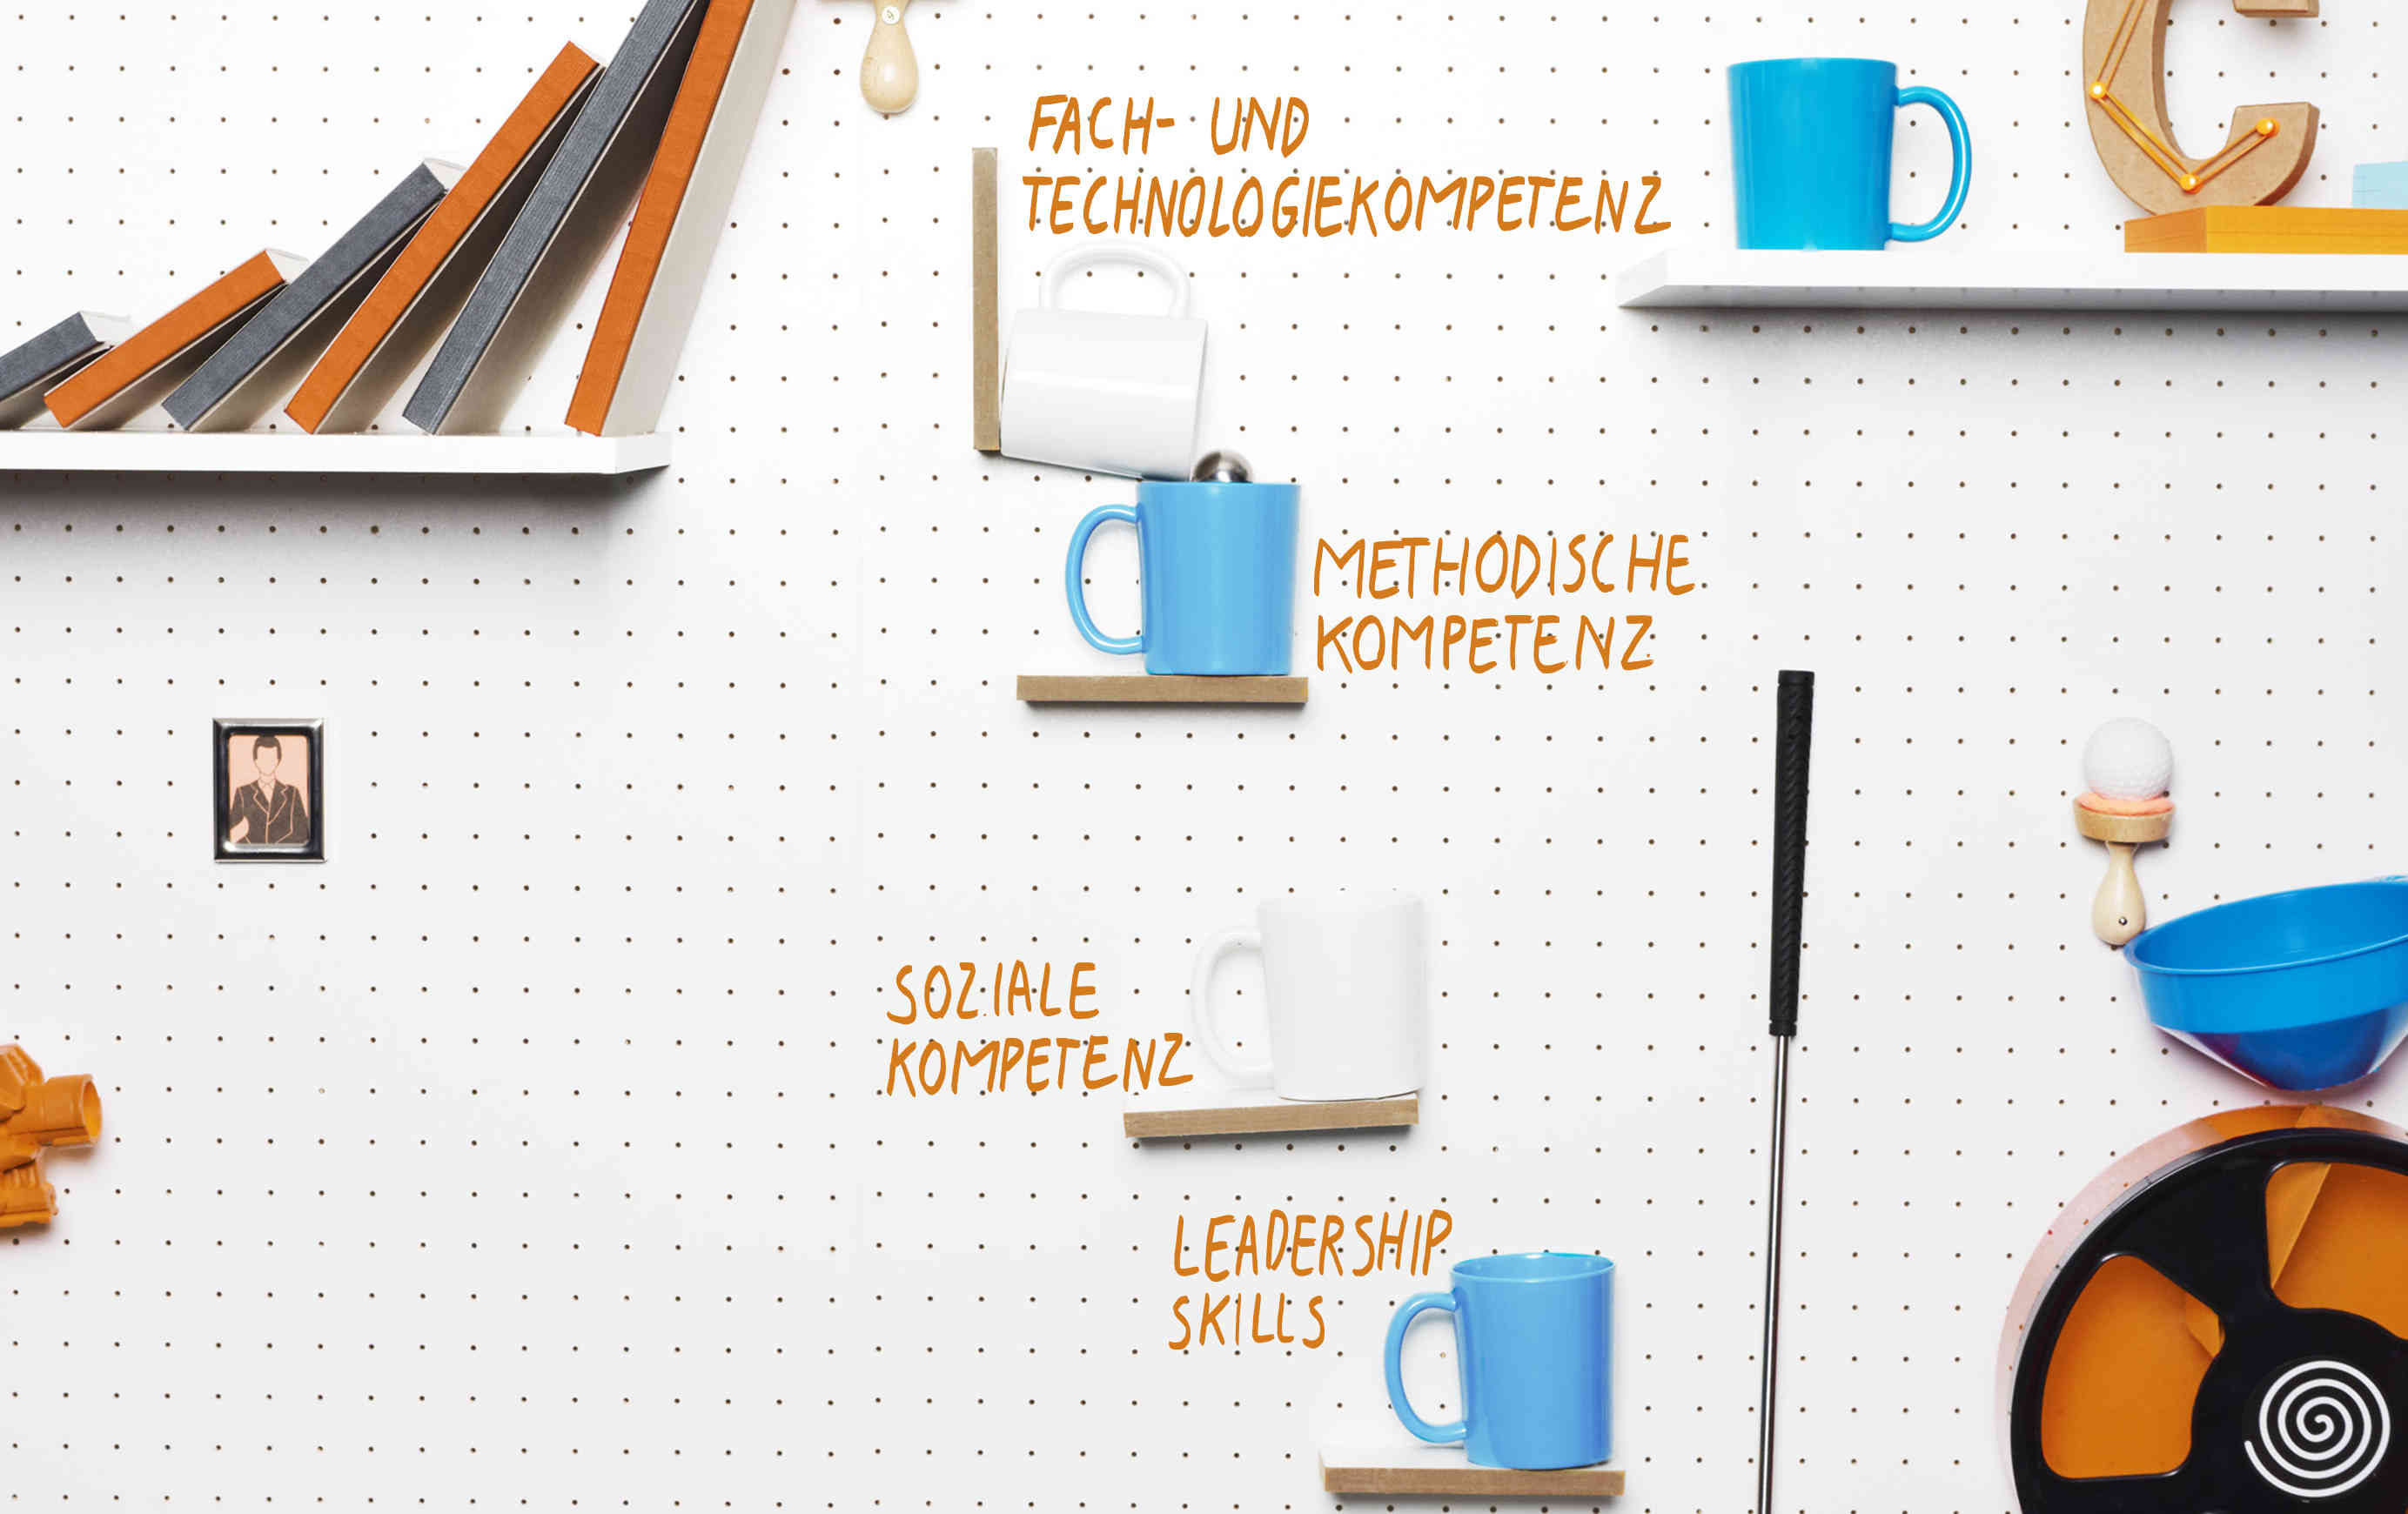 FACH- UND
TECHNOLOGIEKOMPETENZ
METHODISCHE
KOMPETENZ
SOZIALE
KOMPETENZ
LEADERSHIP
SKILLS